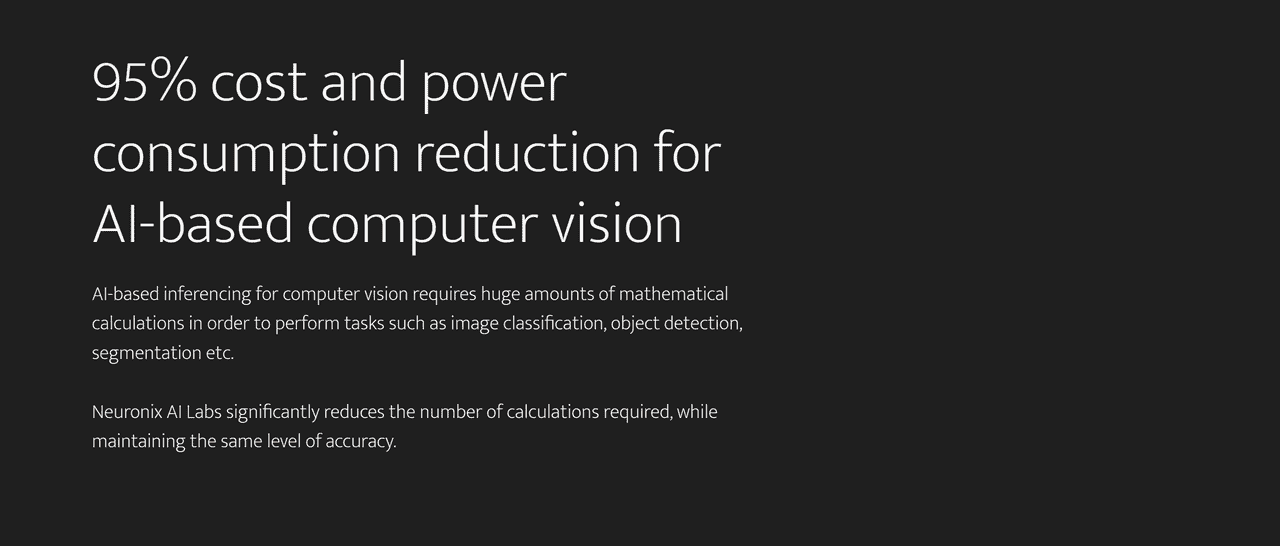 95% cost and power
consumption reduction for
AI-based computer vision
AI-based inferencing for computer vision requires huge amounts of mathematical
calculations in order to perform tasks such as image classification, object detection,
segmentation etc.
Neuronix AI Labs significantly reduces the number of calculations required, while
maintaining the same level of accuracy.